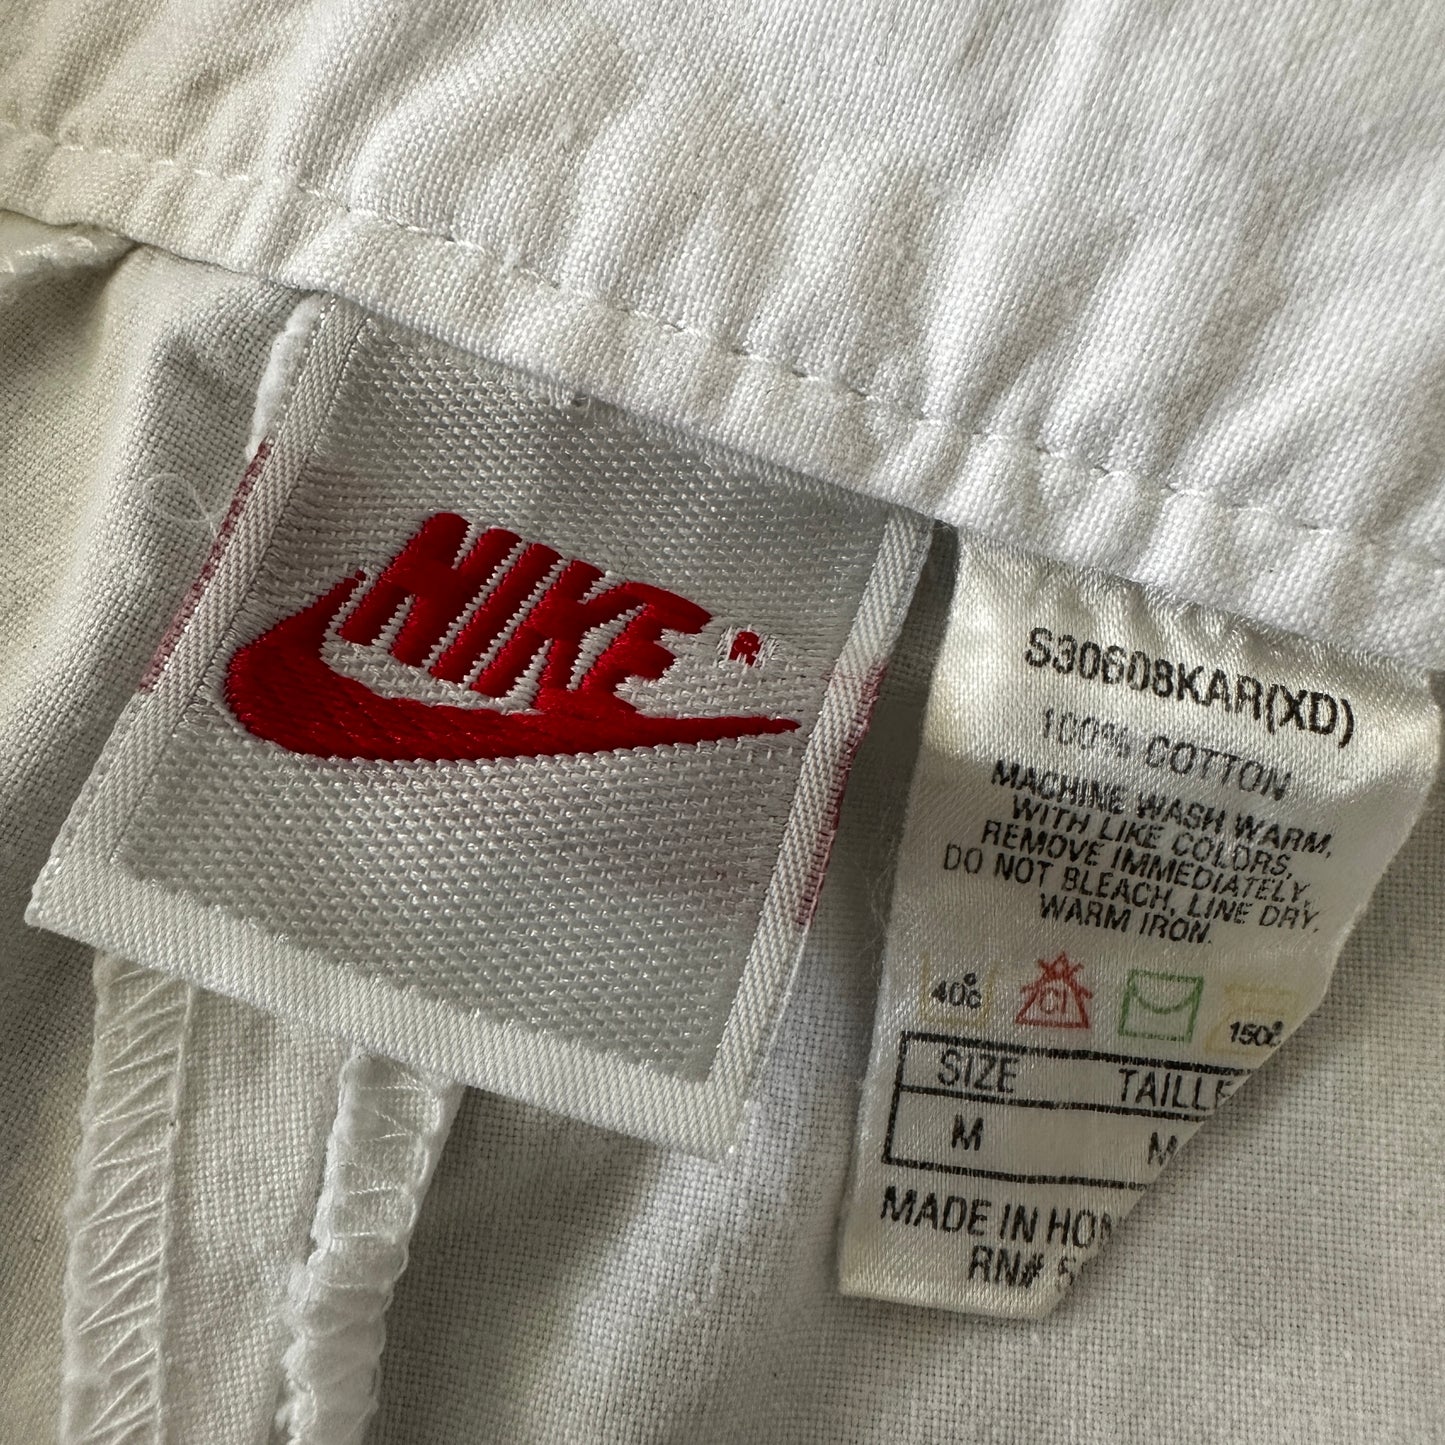 NIKE
R
S30608KAR(XD)
100% COTTON
MACHINE WASH WARM,
WITH LIKE COLORS,
REMOVE IMMEDIATELY,
DO NOT BLEACH, LINE DRY,
WARM IRON.
40°C Cl 150°
SIZE TAILLE
M M
MADE IN
RN#